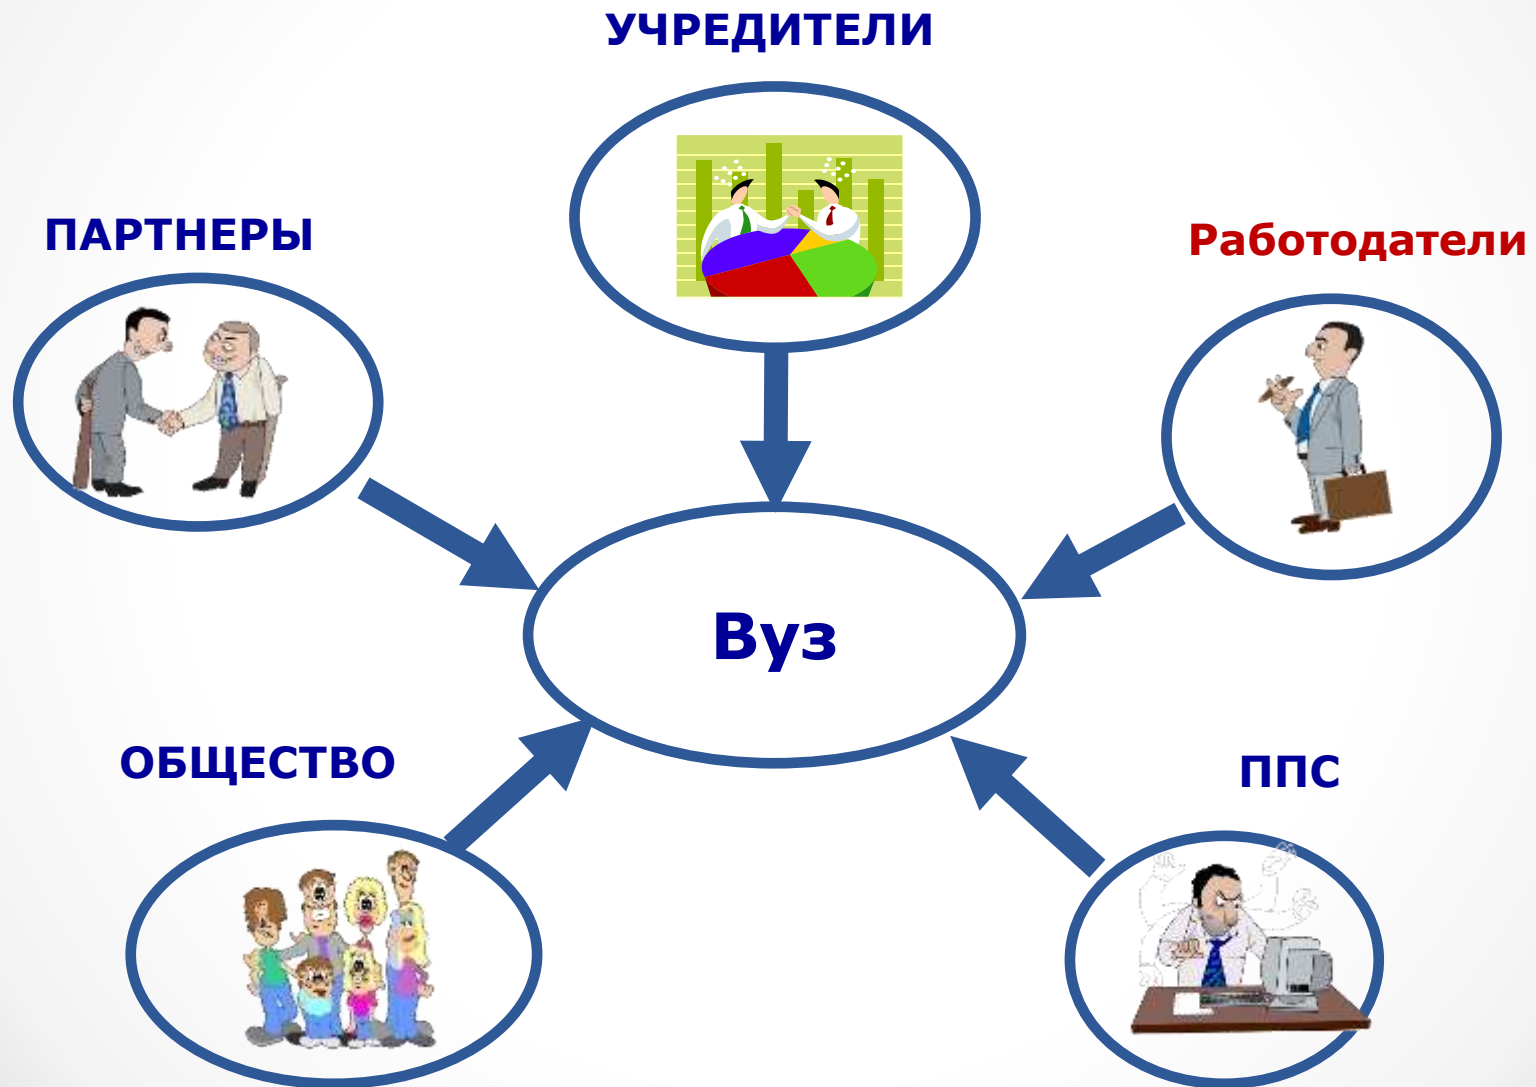 УЧРЕДИТЕЛИ
ПАРТНЕРЫ
Работодатели
Вуз
ОБЩЕСТВО
ППС